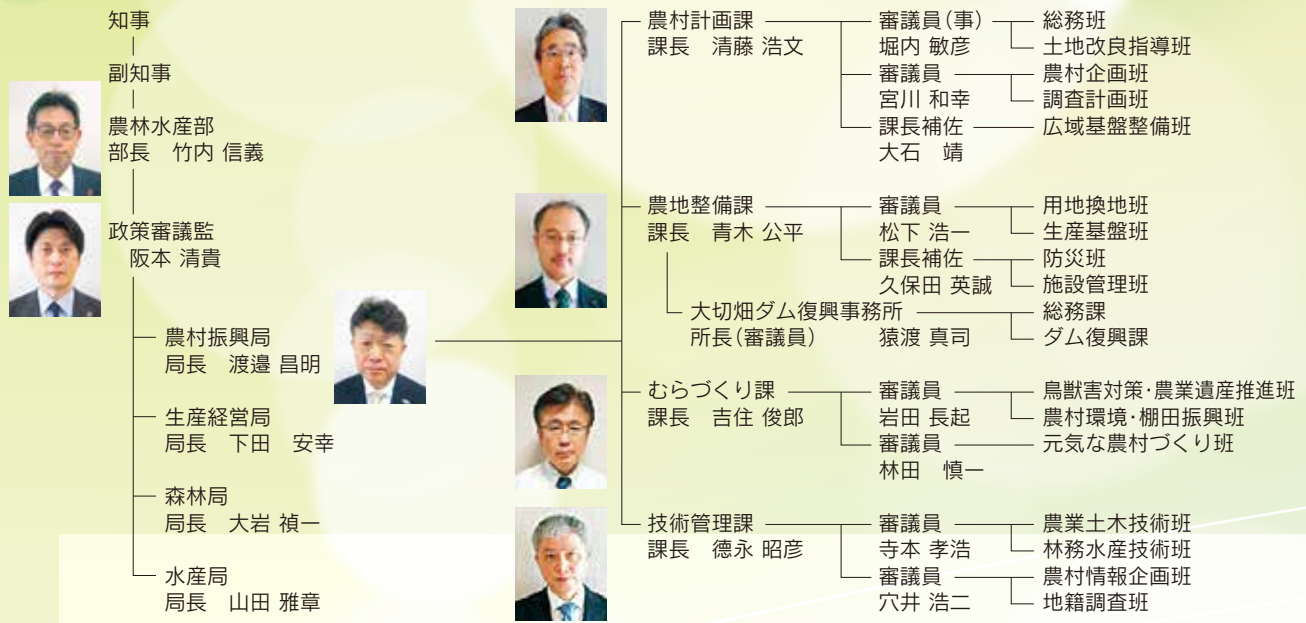 知事
副知事
農林水産部
部長　竹内 信義
政策審議監
阪本 清貴
農村振興局
局長　渡邉 昌明
生産経営局
局長　下田　安幸
森林局
局長　大岩 禎一
水産局
局長　山田 雅章
農村計画課
課長　清藤 浩文
審議員（事）
堀内 敏彦
総務班
土地改良指導班
審議員
宮川 和幸
農村企画班
調査計画班
課長補佐
大石　靖
広域基盤整備班
農地整備課
課長　青木 公平
審議員
松下 浩一
用地換地班
生産基盤班
課長補佐
久保田 英誠
防災班
施設管理班
大切畑ダム復興事務所
所長（審議員）　猿渡 真司
総務課
ダム復興課
むらづくり課
課長　吉住 俊郎
審議員
岩田 長起
鳥獣害対策・農業遺産推進班
農村環境・棚田振興班
審議員
林田　慎一
元気な農村づくり班
技術管理課
課長　德永 昭彦
審議員
寺本 孝浩
農業土木技術班
林務水産技術班
審議員
穴井 浩二
農村情報企画班
地籍調査班